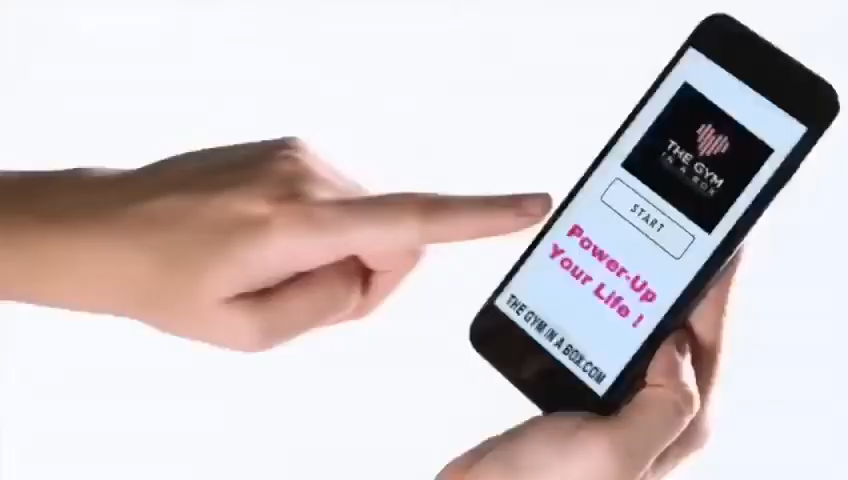 THE GYM
IN A BOX
START
Power-Up
Your Life !
THE GYM IN A BOX.COM